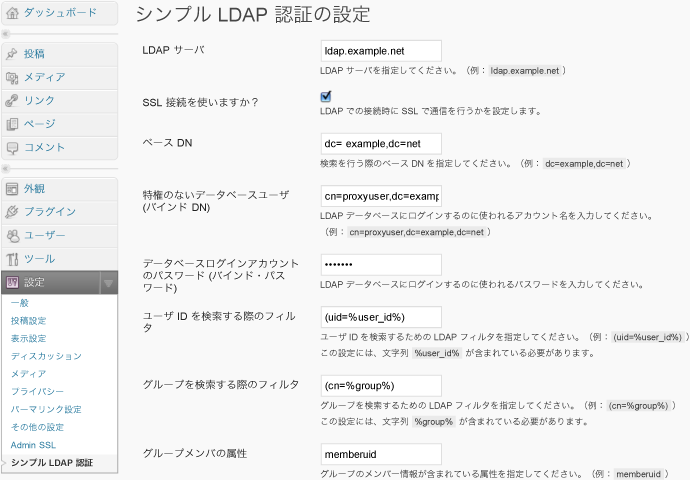 ダッシュボード
投稿
メディア
リンク
ページ
コメント
外観
プラグイン
ユーザー
ツール
設定
一般
投稿設定
表示設定
ディスカッション
メディア
プライバシー
パーマリンク設定
その他の設定
Admin SSL
シンプル LDAP 認証
シンプル LDAP 認証の設定
LDAP サーバ
ldap.example.net
LDAP サーバを指定してください。（例： ldap.example.net ）
SSL 接続を使いますか？
LDAP での接続時に SSL で通信を行うかを設定します。
ベース DN
dc= example,dc=net
検索を行う際のベース DN を指定してください。（例： dc=example,dc=net ）
特権のないデータベースユーザ
(バインド DN)
cn=proxyuser,dc=examp
LDAP データベースにログインするのに使われるアカウント名を入力してください。
（例： cn=proxyuser,dc=example,dc=net ）
データベースログインアカウント
のパスワード (バインド・パス
ワード)
•••••••
LDAP データベースにログインするのに使われるパスワードを入力してください。
ユーザ ID を検索する際のフィル
タ
(uid=%user_id%)
ユーザ ID を検索するための LDAP フィルタを指定してください。（例： (uid=%user_id%) ）
この設定には、文字列 %user_id% が含まれている必要があります。
グループを検索する際のフィルタ
(cn=%group%)
グループを検索するための LDAP フィルタを指定してください。（例： (cn=%group%) ）
この設定には、文字列 %group% が含まれている必要があります。
グループメンバの属性
memberuid
グループのメンバー情報が含まれている属性を指定してください。（例： memberuid ）